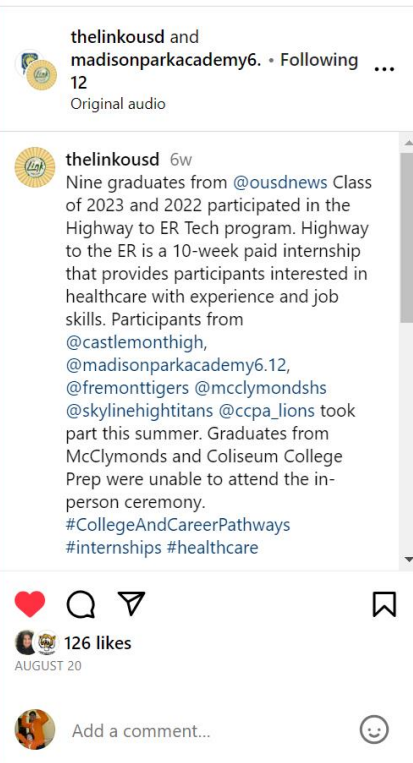 thelinkousd and
madisonparkacademy6. • Following
12
Original audio
thelinkousd 6w
Nine graduates from @ousdnews Class
of 2023 and 2022 participated in the
Highway to ER Tech program. Highway
to the ER is a 10-week paid internship
that provides participants interested in
healthcare with experience and job
skills. Participants from
@castlemonthigh,
@madisonparkacademy6.12,
@fremonttigers @mcclymondshs
@skylinehightitans @ccpa_lions took
part this summer. Graduates from
McClymonds and Coliseum College
Prep were unable to attend the in-
person ceremony.
#CollegeAndCareerPathways
#internships #healthcare
126 likes
AUGUST 20
Add a comment...